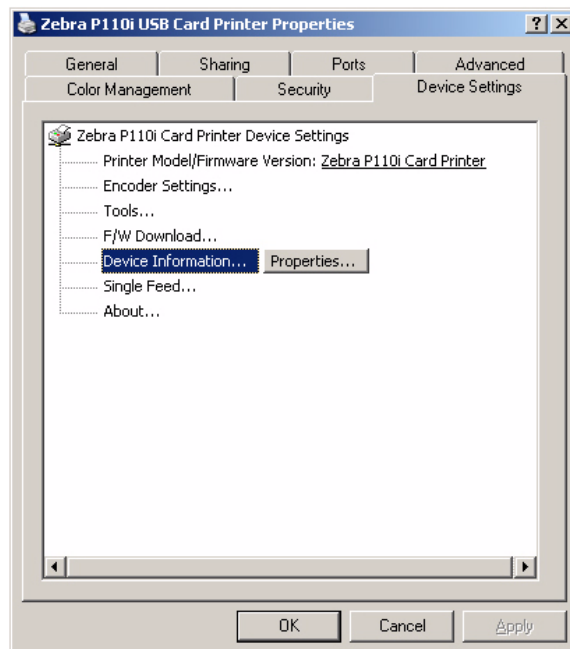 Zebra P110i USB Card Printer Properties ? X
General Sharing Ports Advanced
Color Management Security Device Settings
Zebra P110i Card Printer Device Settings
Printer Model/Firmware Version: Zebra P110i Card Printer
Encoder Settings...
Tools...
F/W Download...
Device Information... Properties...
Single Feed...
About...
OK Cancel Apply